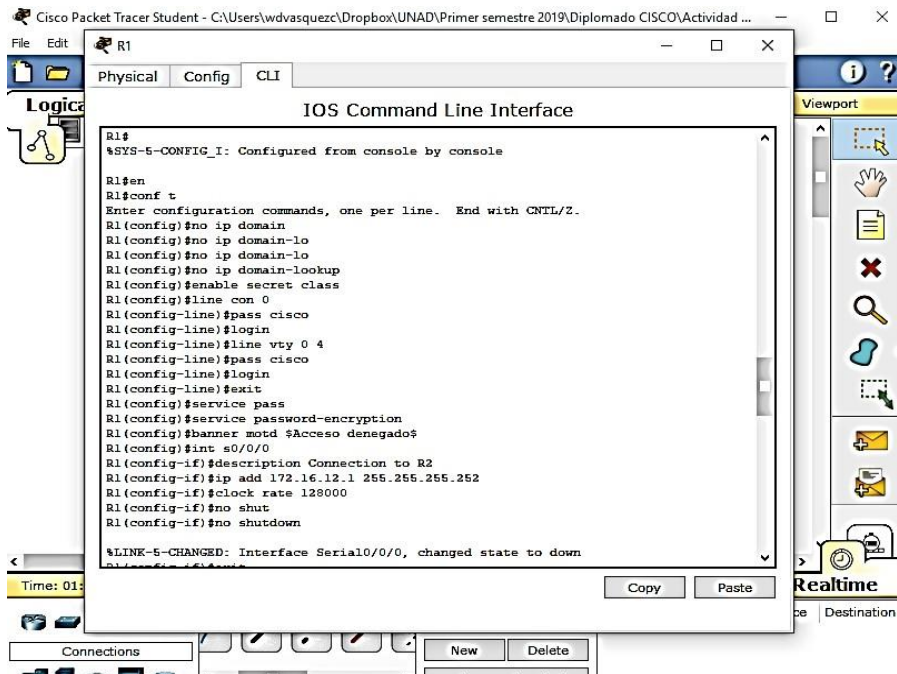 Cisco Packet Tracer Student - C:\Users\wdvasquezc\Dropbox\UNAD\Primer semestre 2019\Diplomado CISCO\Actividad ...
File Edit
R1
Physical Config CLI
Logica
Viewport
IOS Command Line Interface
R1#
%SYS-5-CONFIG_I: Configured from console by console
R1#en
R1#conf t
Enter configuration commands, one per line. End with CNTL/Z.
R1(config)#no ip domain
R1(config)#no ip domain-lo
R1(config)#no ip domain-lo
R1(config)#no ip domain-lookup
R1(config)#enable secret class
R1(config)#line con 0
R1(config-line)#pass cisco
R1(config-line)#login
R1(config-line)#line vty 0 4
R1(config-line)#pass cisco
R1(config-line)#login
R1(config-line)#exit
R1(config)#service pass
R1(config)#service password-encryption
R1(config)#banner motd $Acceso denegado$
R1(config)#int s0/0/0
R1(config-if)#description Connection to R2
R1(config-if)#ip add 172.16.12.1 255.255.255.252
R1(config-if)#clock rate 128000
R1(config-if)#no shut
R1(config-if)#no shutdown
%LINK-5-CHANGED: Interface Serial0/0/0, changed state to down
Copy Paste
Time: 01:
Realtime
ce Destination
Connections
New Delete